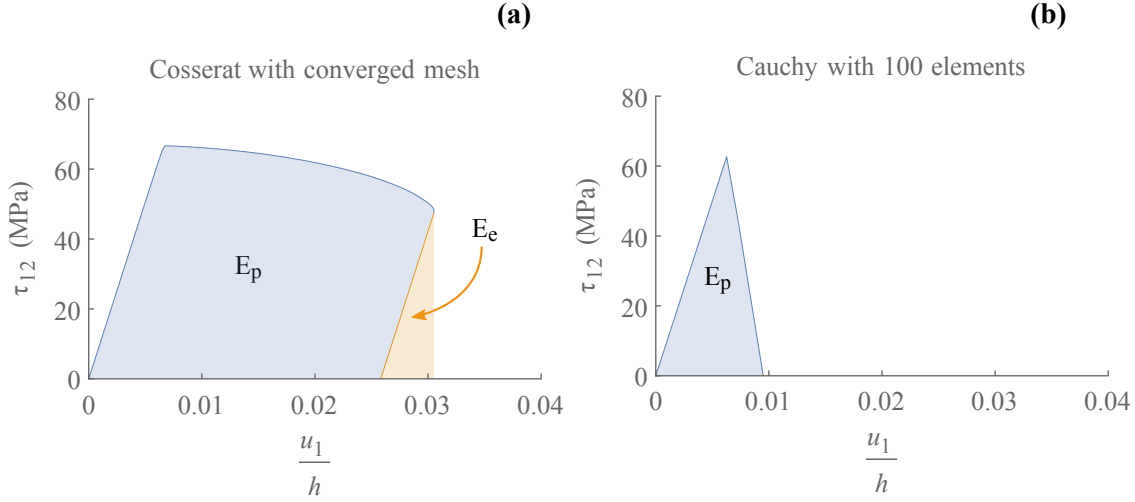 (a)
Cosserat with converged mesh
80
60
40
20
0
τ12 (MPa)
Ep
Ee
0 0.01 0.02 0.03 0.04
u1
h
(b)
Cauchy with 100 elements
80
60
40
20
0
τ12 (MPa)
Ep
0 0.01 0.02 0.03 0.04
u1
h